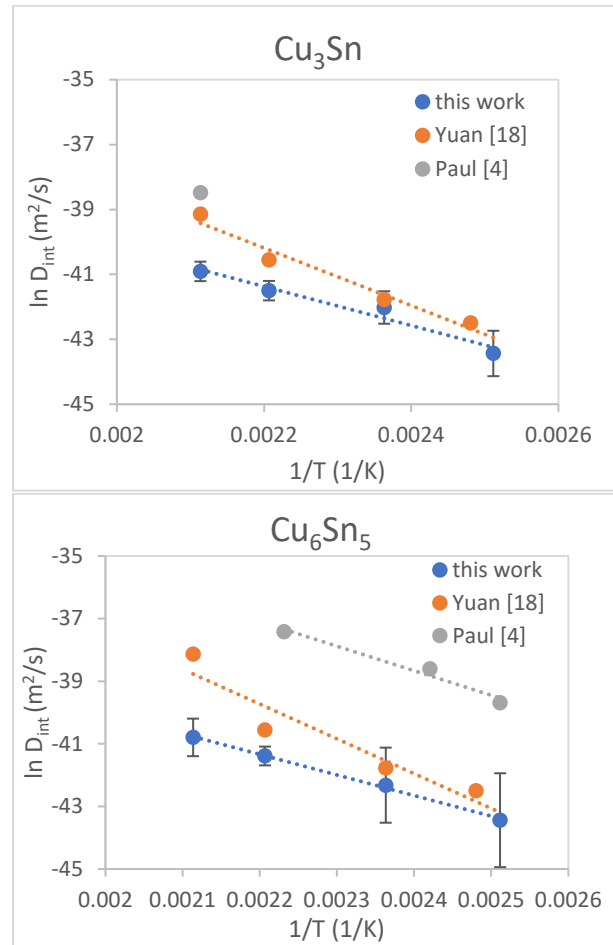 Cu₃Sn
this work
Yuan [18]
Paul [4]
-35
-37
-39
-41
-43
-45
ln D_int (m²/s)
0.002 0.0022 0.0024 0.0026
1/T (1/K)
Cu₆Sn₅
this work
Yuan [18]
Paul [4]
-35
-37
-39
-41
-43
-45
ln D_int (m²/s)
0.002 0.0021 0.0022 0.0023 0.0024 0.0025 0.0026
1/T (1/K)